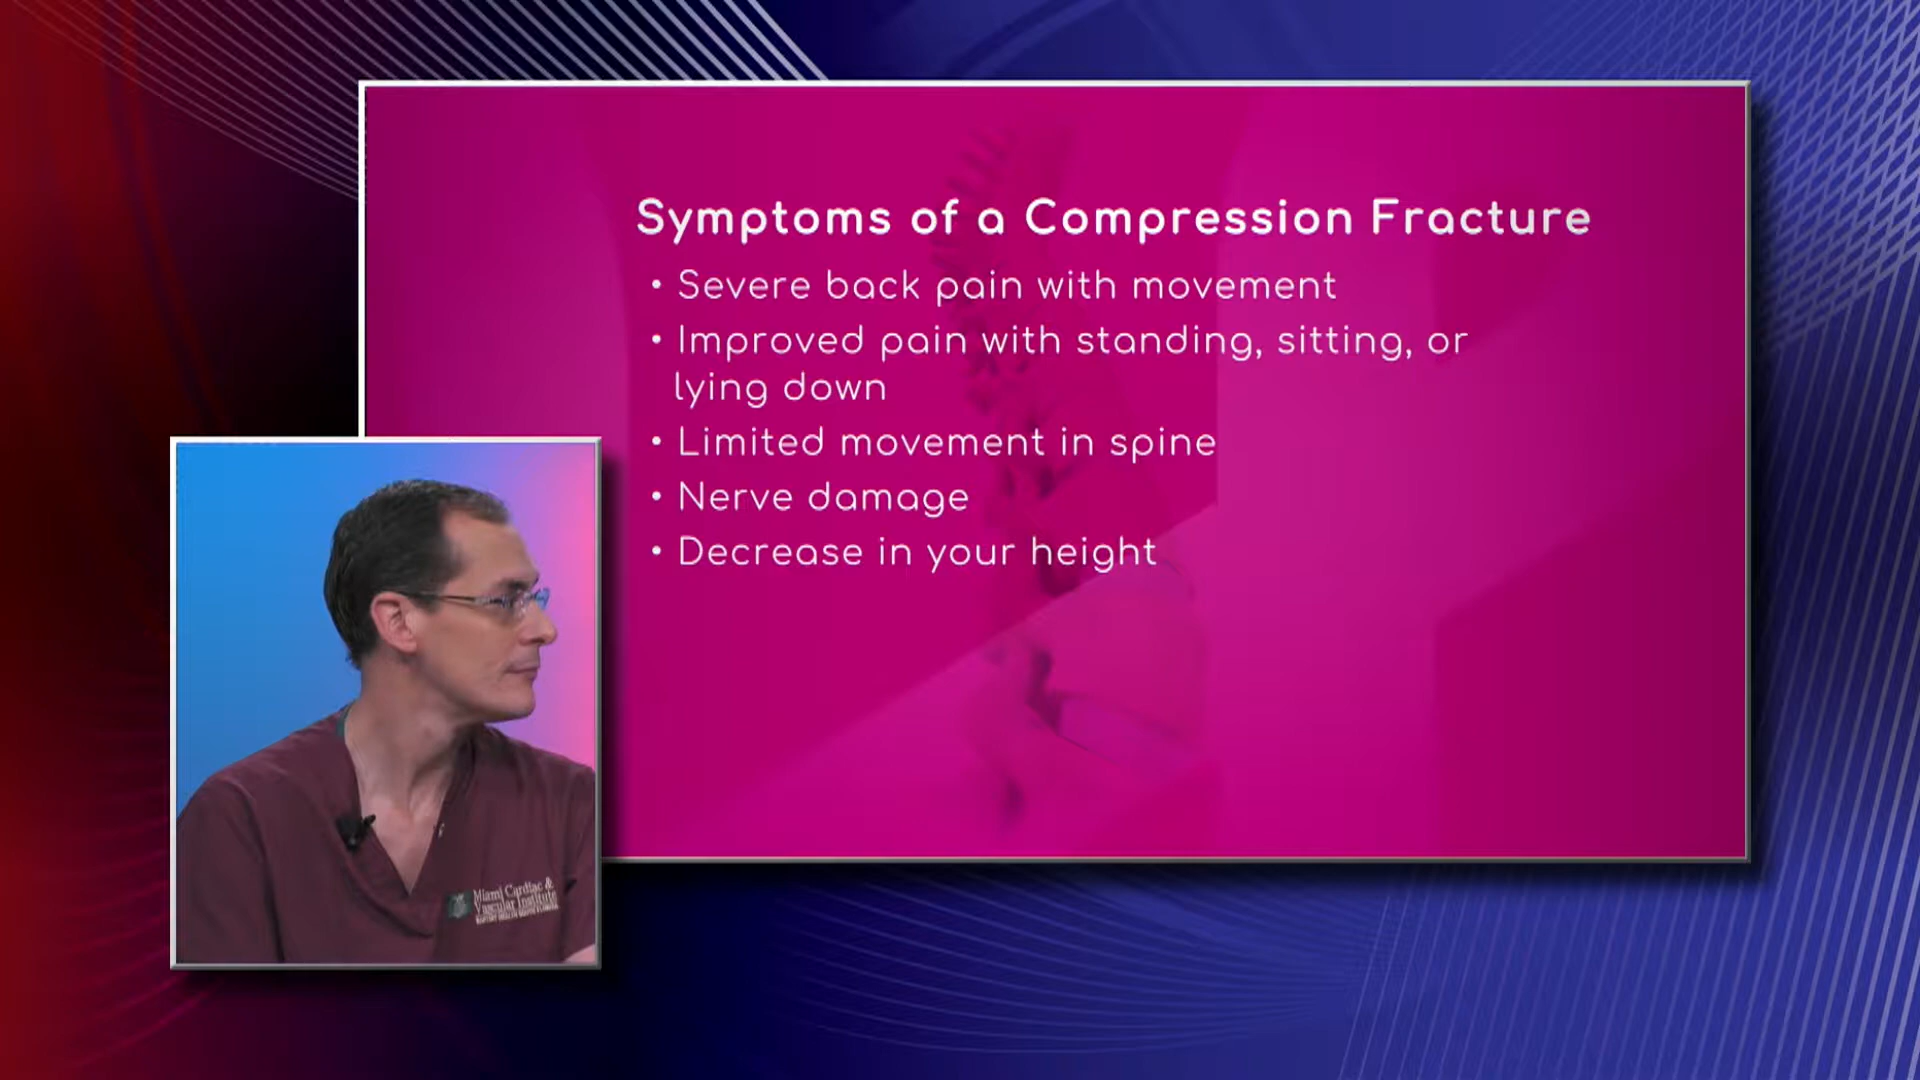 Symptoms of a Compression Fracture
• Severe back pain with movement
• Improved pain with standing, sitting, or
lying down
• Limited movement in spine
• Nerve damage
• Decrease in your height
Miami Cardiac &
Vascular Institute